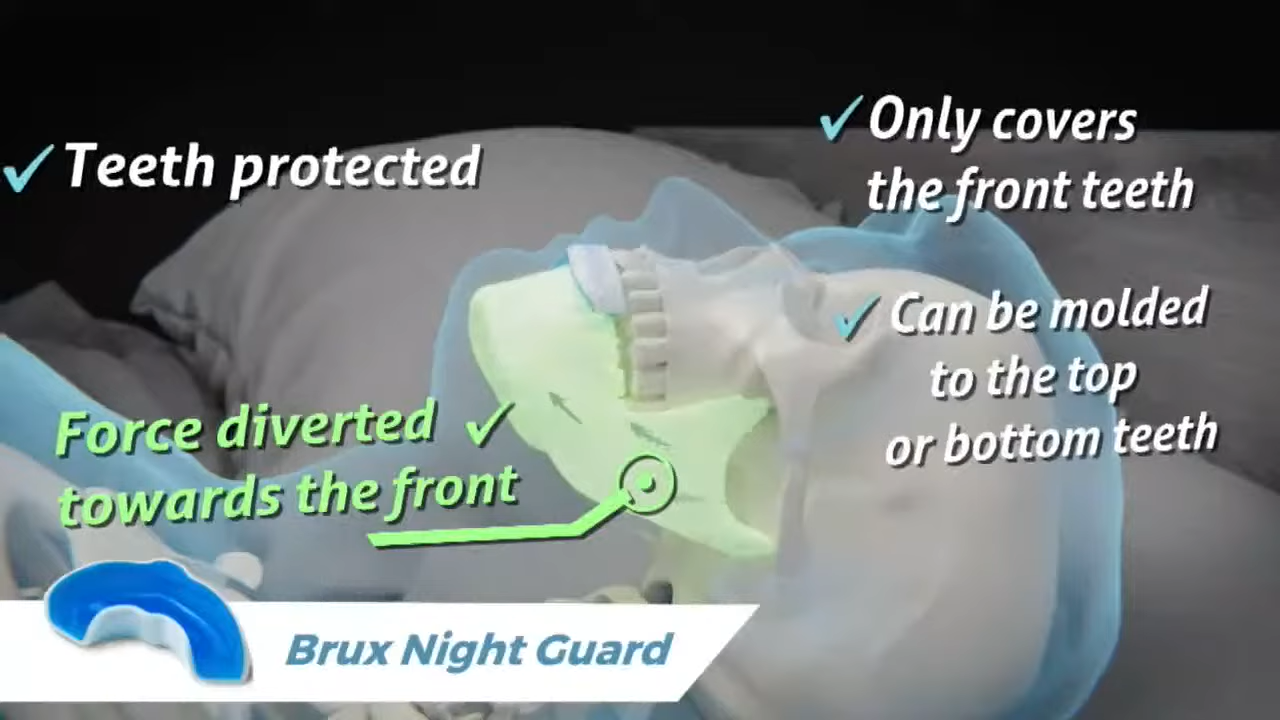 Teeth protected
Only covers
the front teeth
Can be molded
to the top
or bottom teeth
Force diverted
towards the front
Brux Night Guard